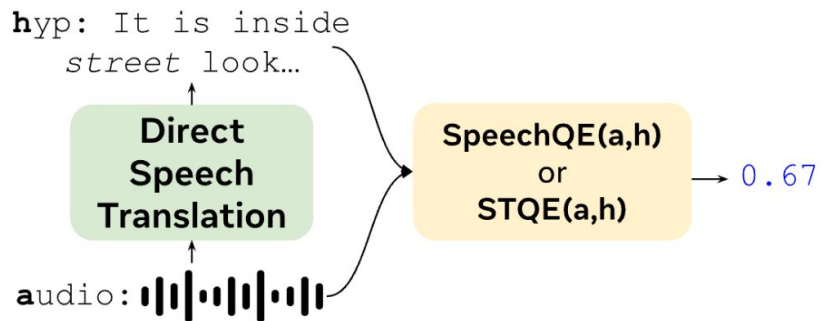 hyp: It is inside
street look...
Direct
Speech
Translation
audio:
SpeechQE(a,h)
or
STQE(a,h)
0.67